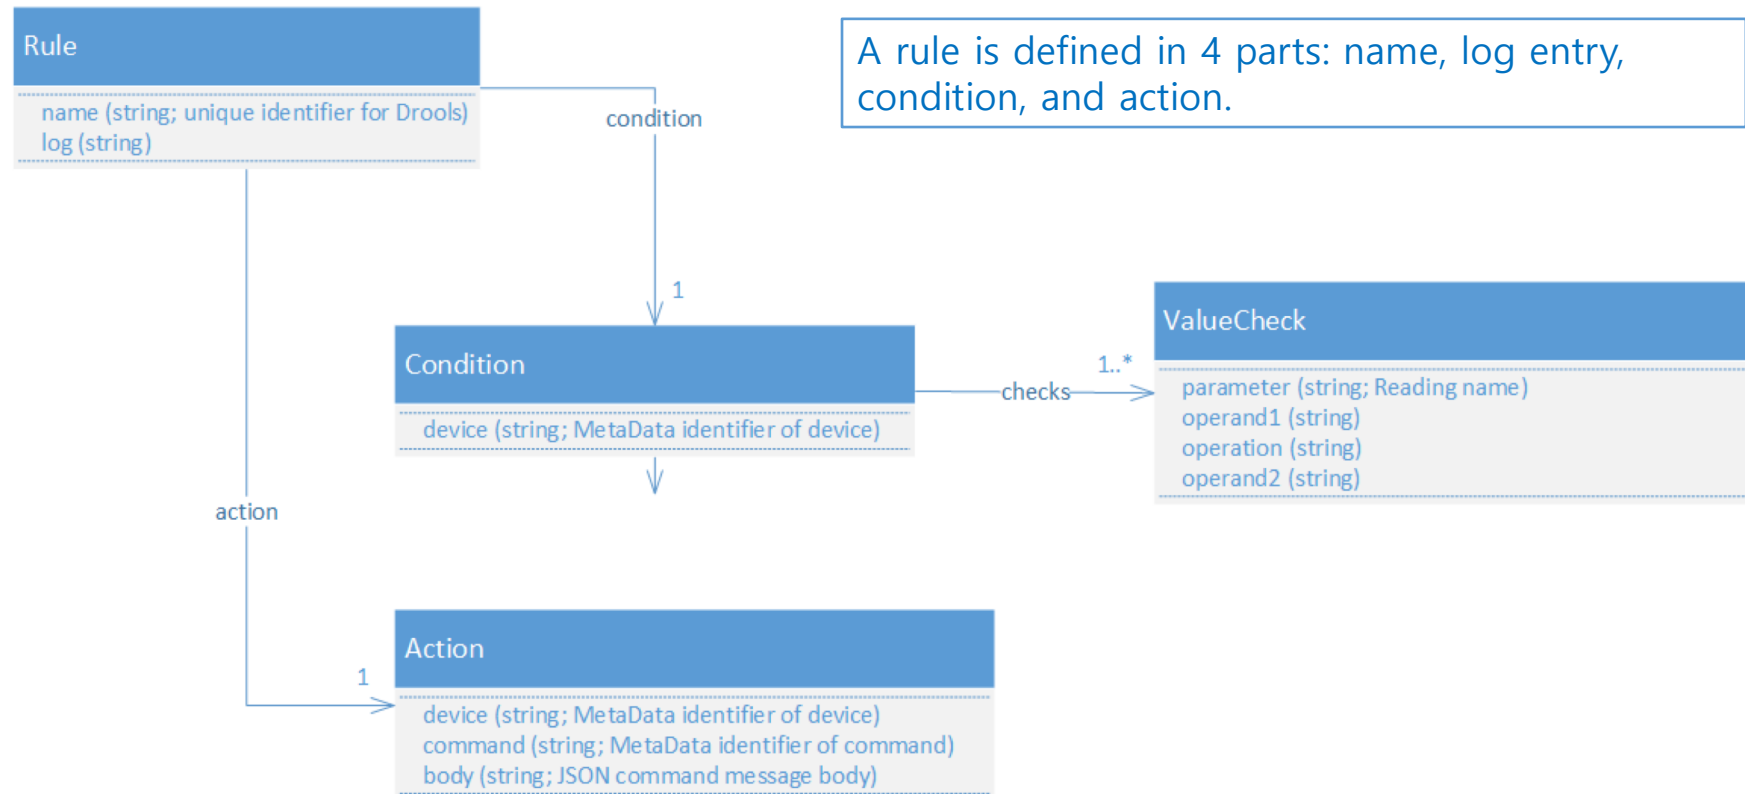 Rule
name (string; unique identifier for Drools)
log (string)
A rule is defined in 4 parts: name, log entry,
condition, and action.
condition
1
Condition
device (string; MetaData identifier of device)
checks
1..*
ValueCheck
parameter (string; Reading name)
operand1 (string)
operation (string)
operand2 (string)
action
1
Action
device (string; MetaData identifier of device)
command (string; MetaData identifier of command)
body (string; JSON command message body)